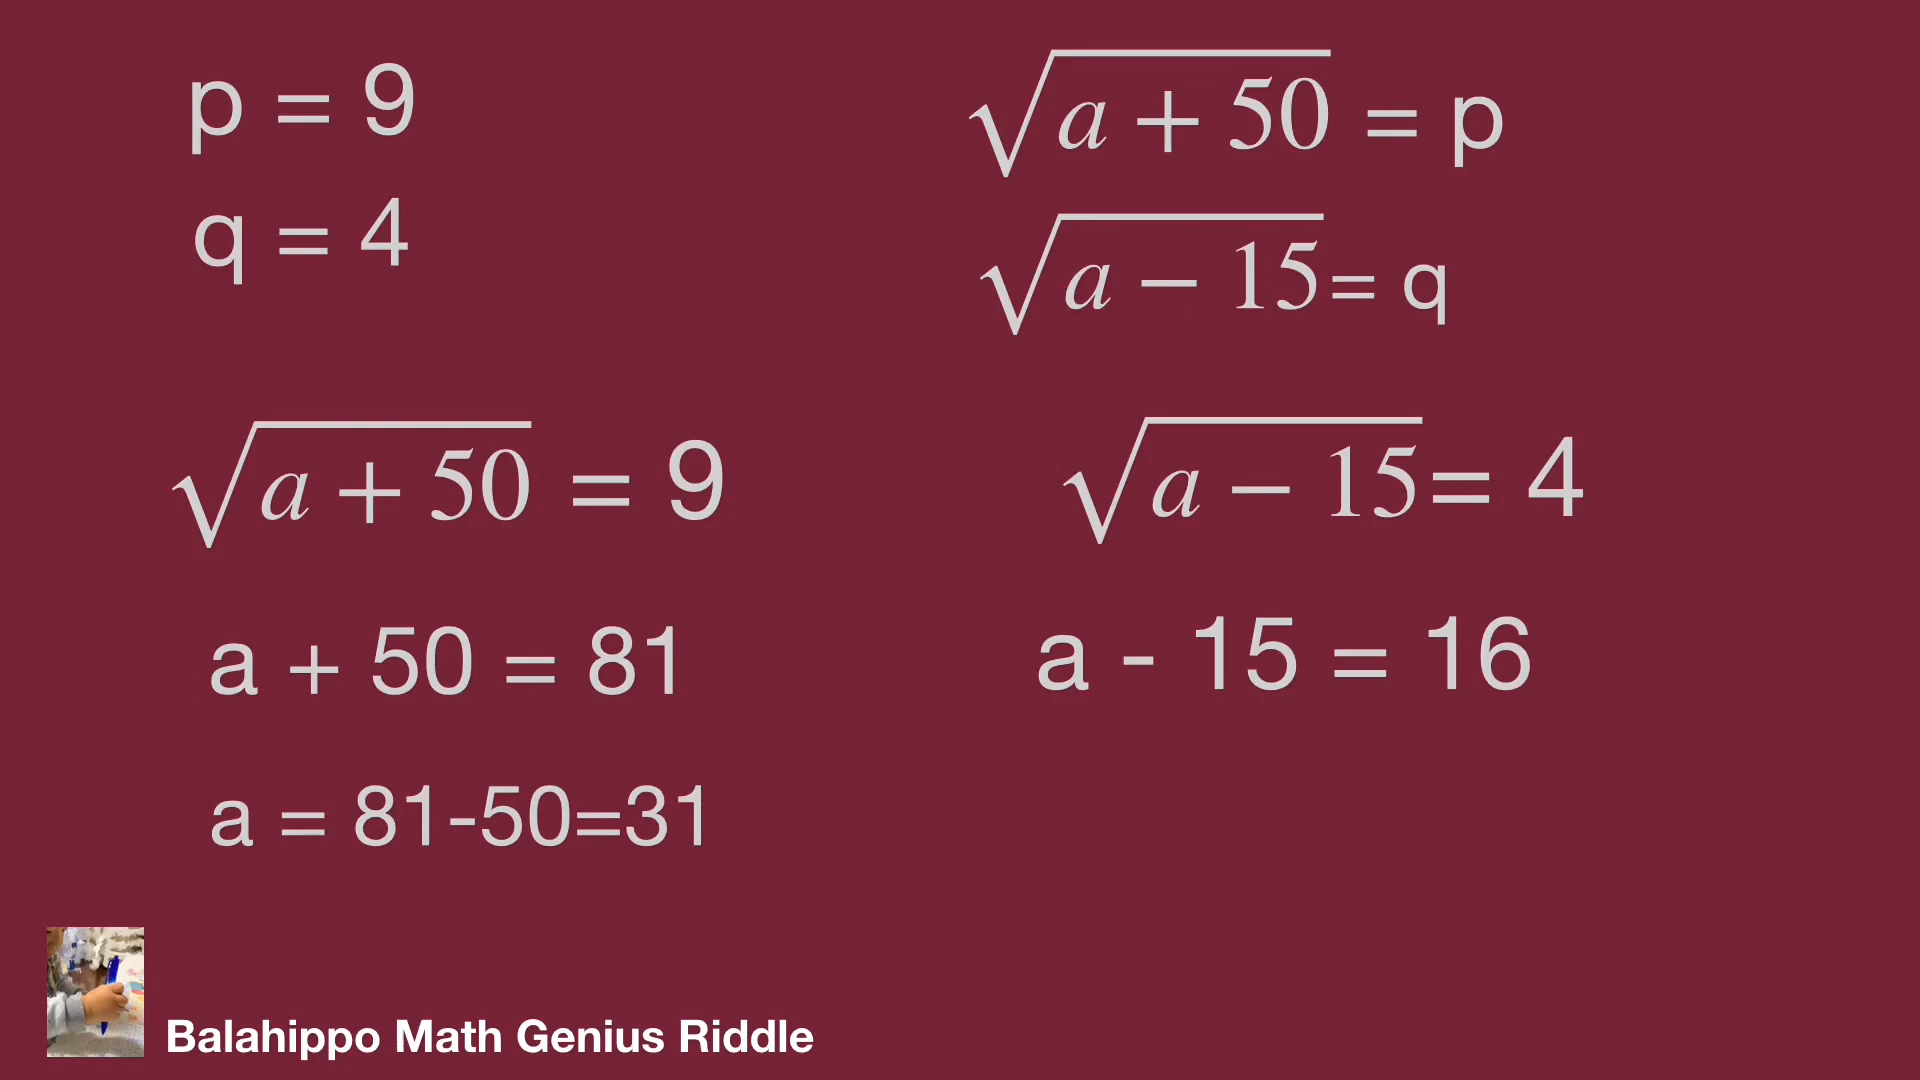 p = 9
q = 4
√a + 50 = p
√a − 15 = q
√a + 50 = 9
a + 50 = 81
a = 81-50=31
√a − 15 = 4
a - 15 = 16
Balahippo Math Genius Riddle